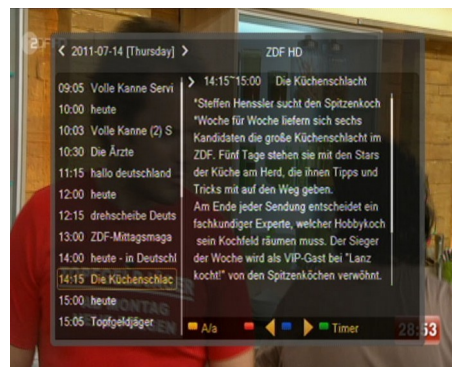 ZDF
2011-07-14 [Thursday]
ZDF HD
09:05 Volle Kanne Servi
10:00 heute
10:03 Volle Kanne (2) S
10:30 Die Ärzte
11:15 hallo deutschland
12:00 heute
12:15 drehscheibe Deuts
13:00 ZDF-Mittagsmaga
14:00 heute - in Deutschl
14:15 Die Küchenschlac
15:00 heute
15:05 Topfgeldjäger
14:15~15:00 Die Küchenschlacht
"Steffen Henssler sucht den Spitzenkoch
"Woche für Woche liefern sich sechs
Kandidaten die große Küchenschlacht im
ZDF. Fünf Tage stehen sie mit den Stars
der Küche am Herd, die ihnen Tipps und
Tricks mit auf den Weg geben.
Am Ende jeder Sendung entscheidet ein
fachkundiger Experte, welcher Hobbykoch
sein Kochfeld räumen muss. Der Sieger
der Woche wird als VIP-Gast bei "Lanz
kocht!" von den Spitzenköchen verwöhnt.
A/a
Timer
28:53
MONTAG